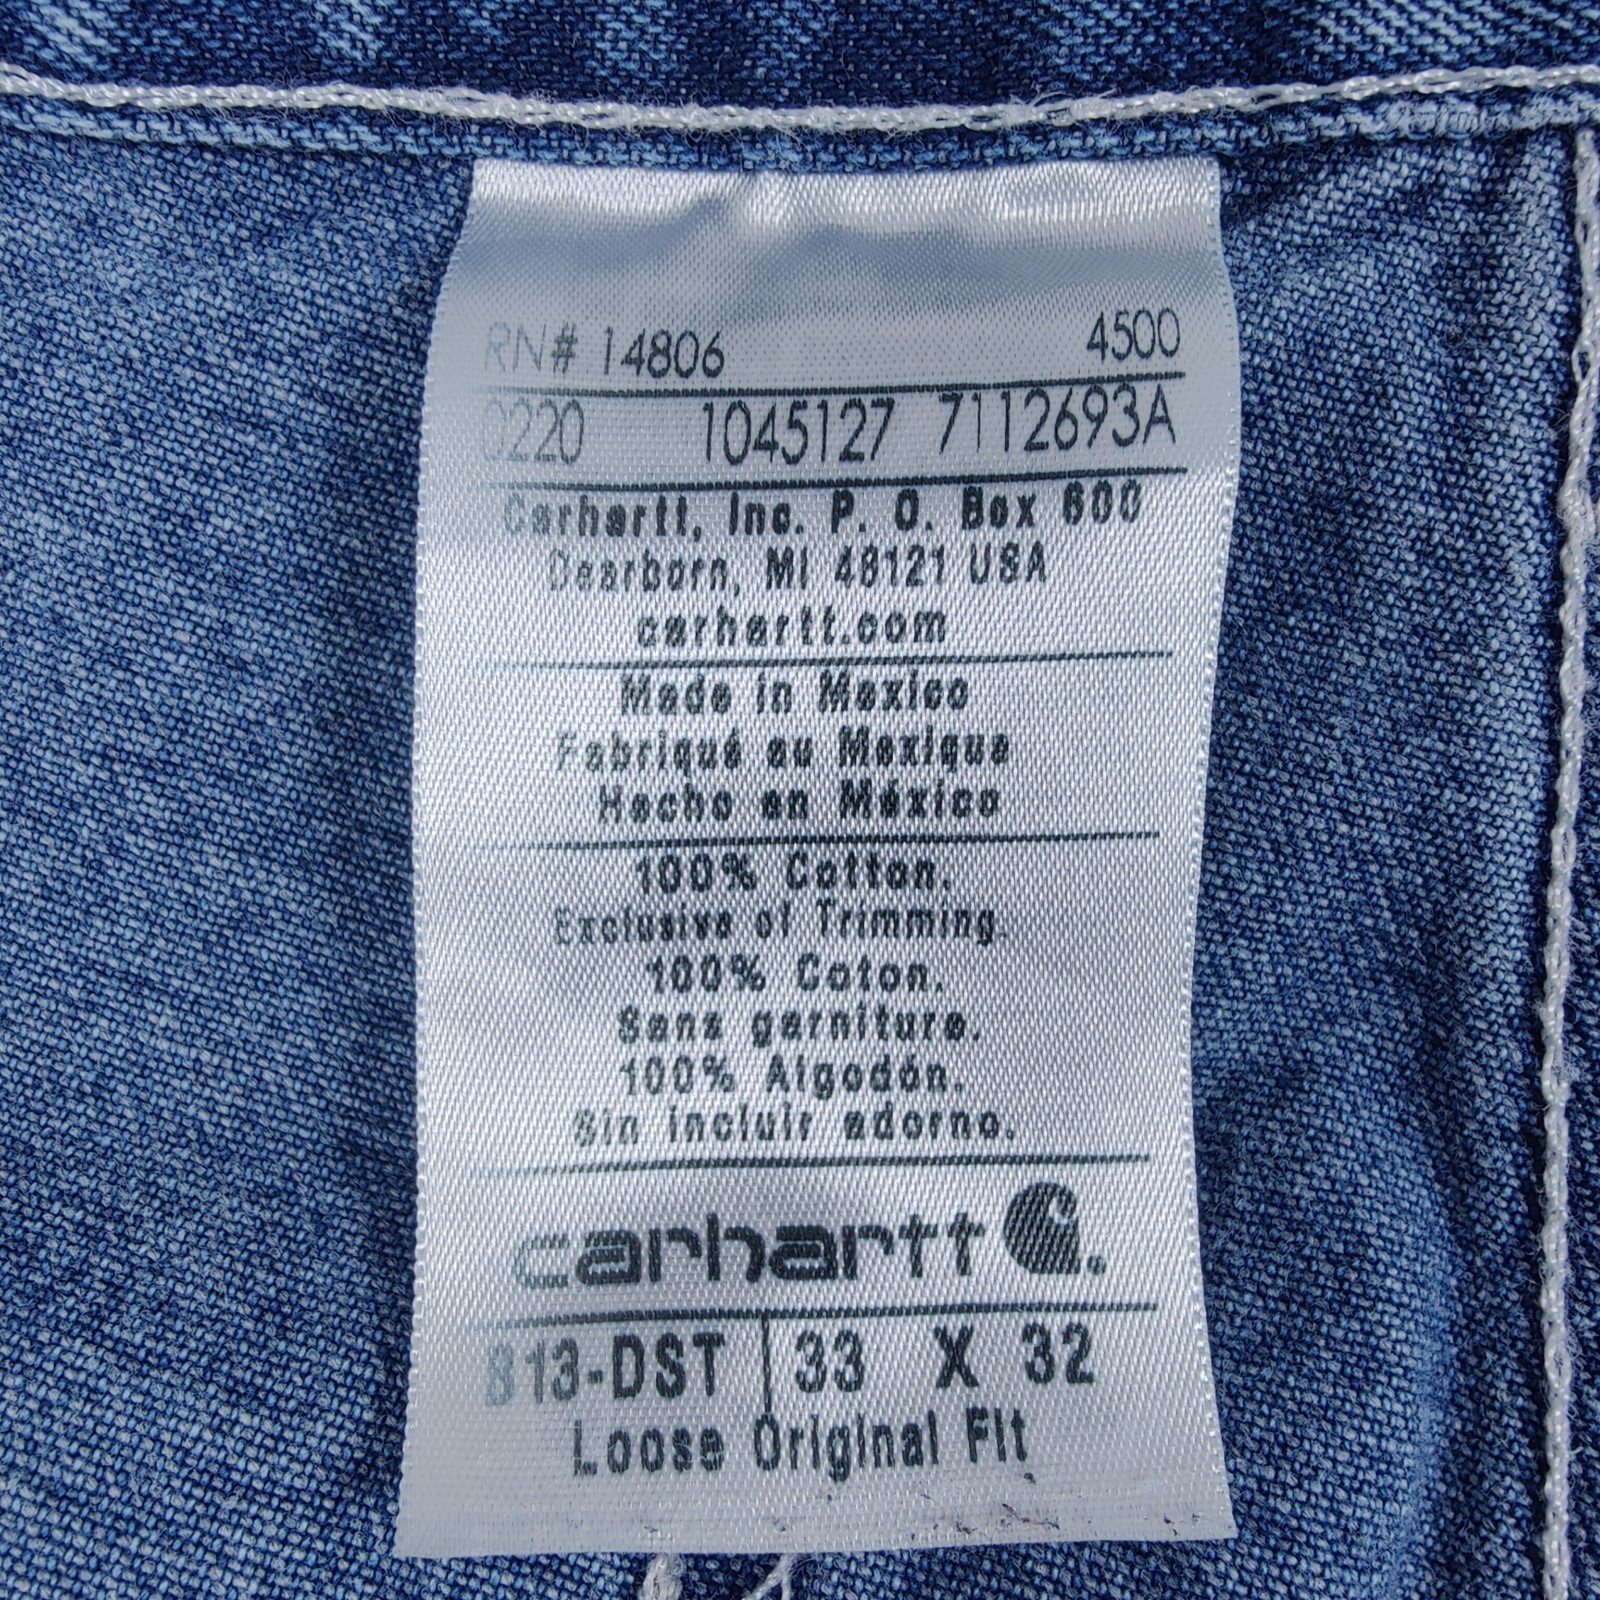 RN# 14806 4500
0220 1045127 7112693A
Carhartt, Inc. P. O. Box 600
Dearborn, MI 48121 USA
carhartt.com
Made in Mexico
Fabriqué au Mexique
Hecho en México
100% Cotton.
Exclusive of Trimming.
100% Coton.
Sans garniture.
100% Algodón.
Sin incluir adorno.
carhartt
B13-DST 33 X 32
Loose Original Fit